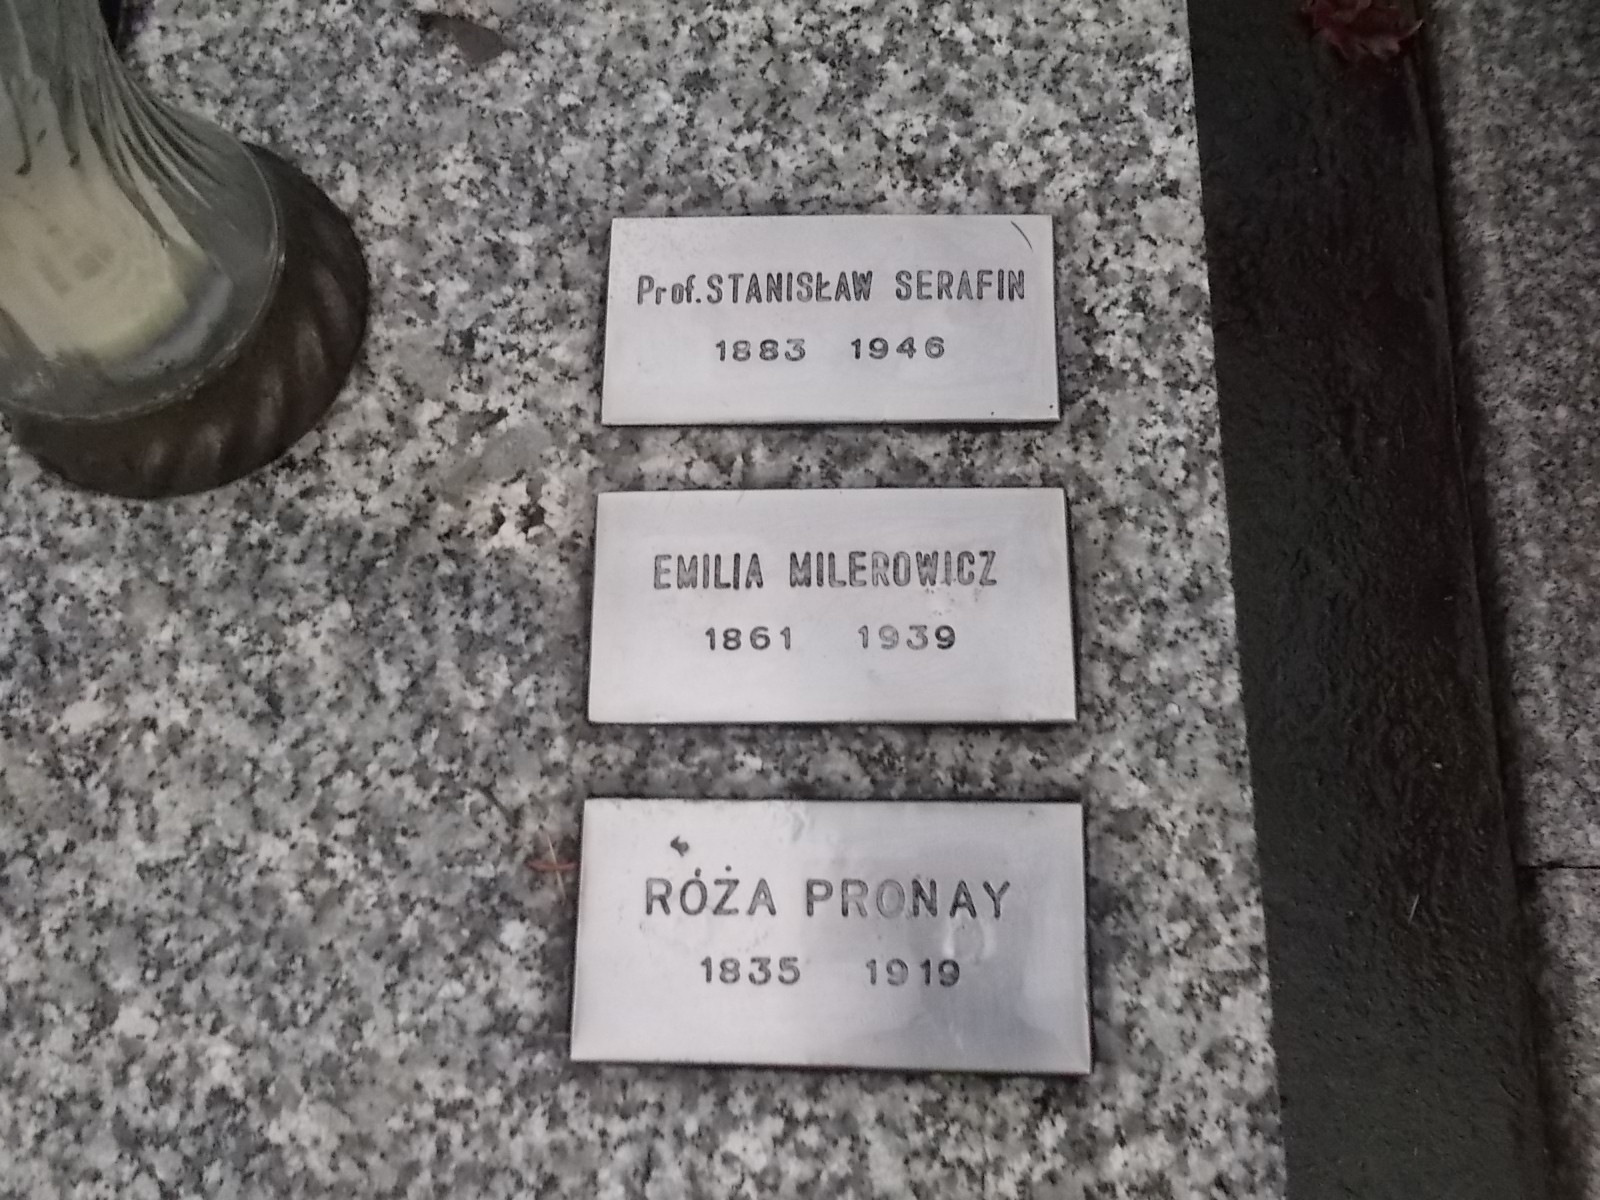 Prof. STANISŁAW SERAFIN
1883 1946
EMILIA MILEROWICZ
1861 1939
RÓŻA PRONAY
1835 1919